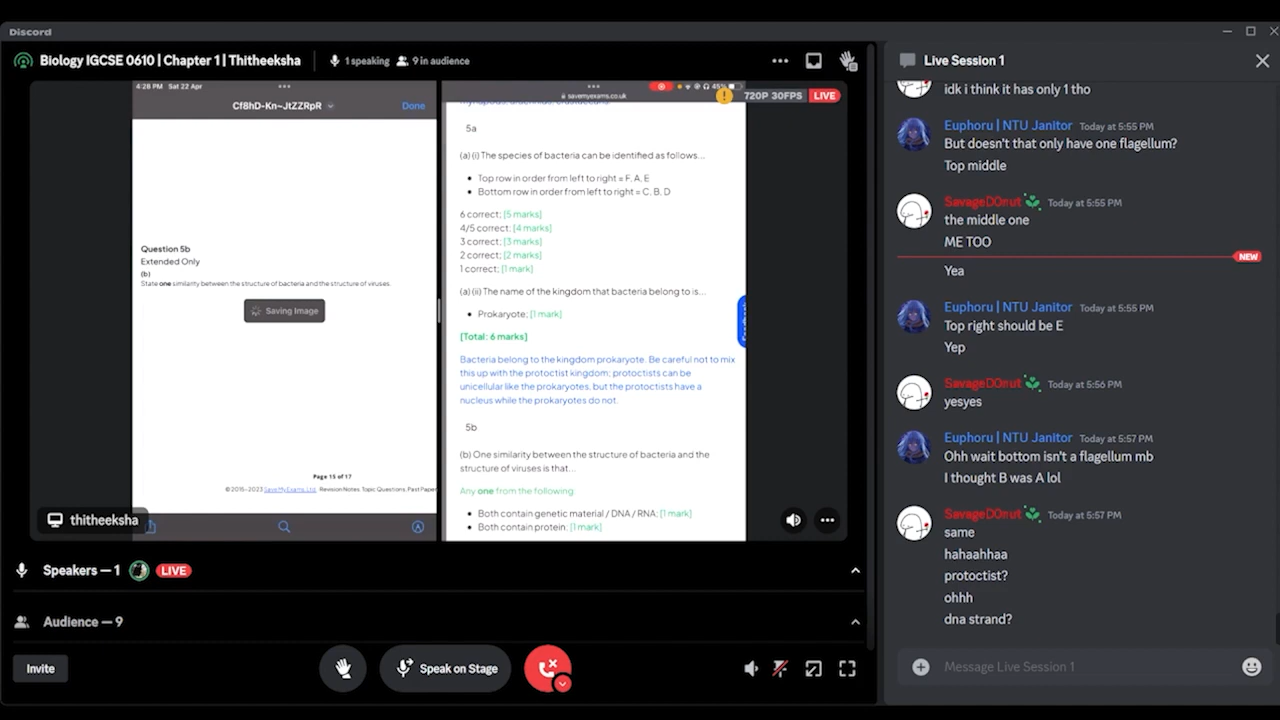 Discord
Biology IGSCE 0610 | Chapter 1 | Thitheeksha
1 speaking
9 in audience
4:28 PM Sat 22 Apr
Cf8hD-Kn~JtZZRpR
Done
Question 5b
Extended Only
(b)
State one similarity between the structure of bacteria and the structure of viruses.
Saving Image
Page 15 of 17
© 2015-2023 Save My Exams, Ltd. Revision Notes, Topic Questions, Past Paper
thitheeksha
45%
savemyexams.co.uk
720P 30FPS
LIVE
5a
(a) (i) The species of bacteria can be identified as follows...
• Top row in order from left to right = F, A, E
• Bottom row in order from left to right = C, B, D
6 correct; [5 marks]
4/5 correct; [4 marks]
3 correct; [3 marks]
2 correct; [2 marks]
1 correct; [1 mark]
(a) (ii) The name of the kingdom that bacteria belong to is...
• Prokaryote; [1 mark]
[Total: 6 marks]
Bacteria belong to the kingdom prokaryote. Be careful not to mix
this up with the protoctist kingdom; protoctists can be
unicellular like the prokaryotes, but the protoctists have a
nucleus while the prokaryotes do not.
5b
(b) One similarity between the structure of bacteria and the
structure of viruses is that...
Any one from the following:
• Both contain genetic material / DNA / RNA; [1 mark]
• Both contain protein; [1 mark]
Speakers — 1
LIVE
Audience — 9
Invite
Speak on Stage
Live Session 1
idk i think it has only 1 tho
Euphoru | NTU Janitor Today at 5:55 PM
But doesn't that only have one flagellum?
Top middle
SavageD0nut Today at 5:55 PM
the middle one
ME TOO
NEW
Yea
Euphoru | NTU Janitor Today at 5:55 PM
Top right should be E
Yep
SavageD0nut Today at 5:56 PM
yesyes
Euphoru | NTU Janitor Today at 5:57 PM
Ohh wait bottom isn't a flagellum mb
I thought B was A lol
SavageD0nut Today at 5:57 PM
same
hahaahhaa
protoctist?
ohhh
dna strand?
Message Live Session 1